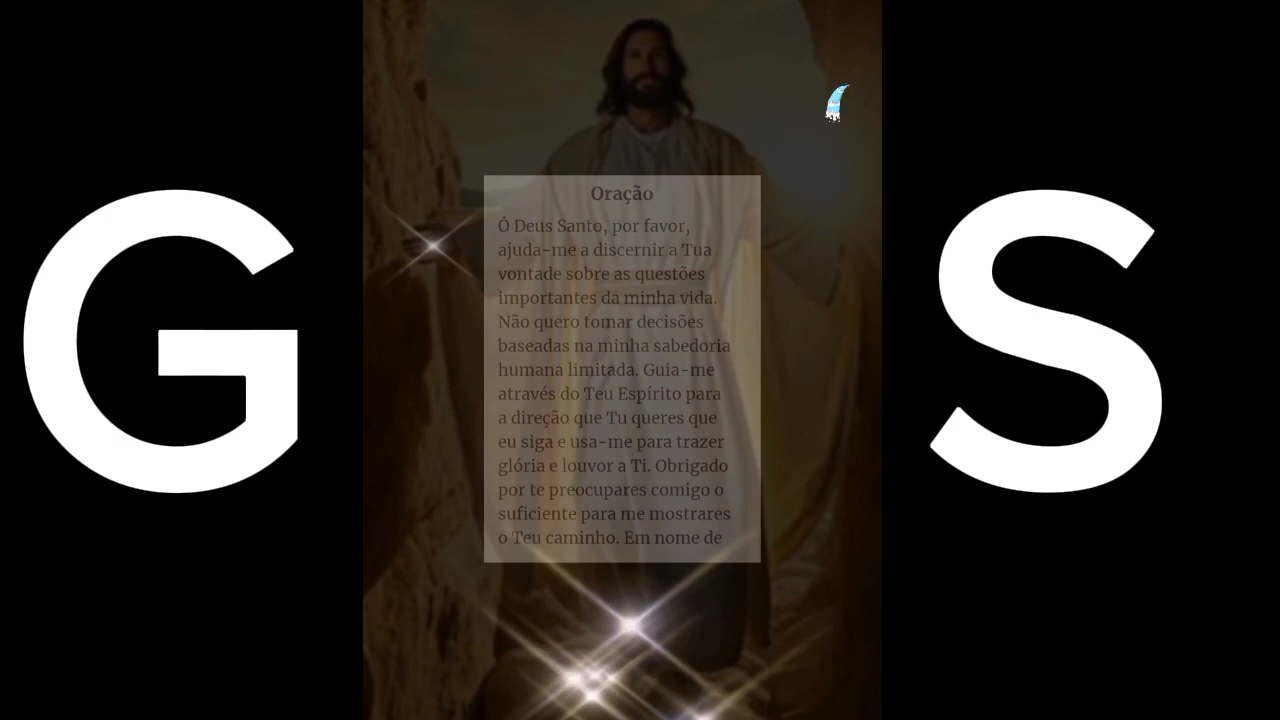 G
S
Oração
Ó Deus Santo, por favor,
ajuda-me a discernir a Tua
vontade sobre as questões
importantes da minha vida.
Não quero tomar decisões
baseadas na minha sabedoria
humana limitada. Guia-me
através do Teu Espírito para
a direção que Tu queres que
eu siga e usa-me para trazer
glória e louvor a Ti. Obrigado
por te preocupares comigo o
suficiente para me mostrares
o Teu caminho. Em nome de